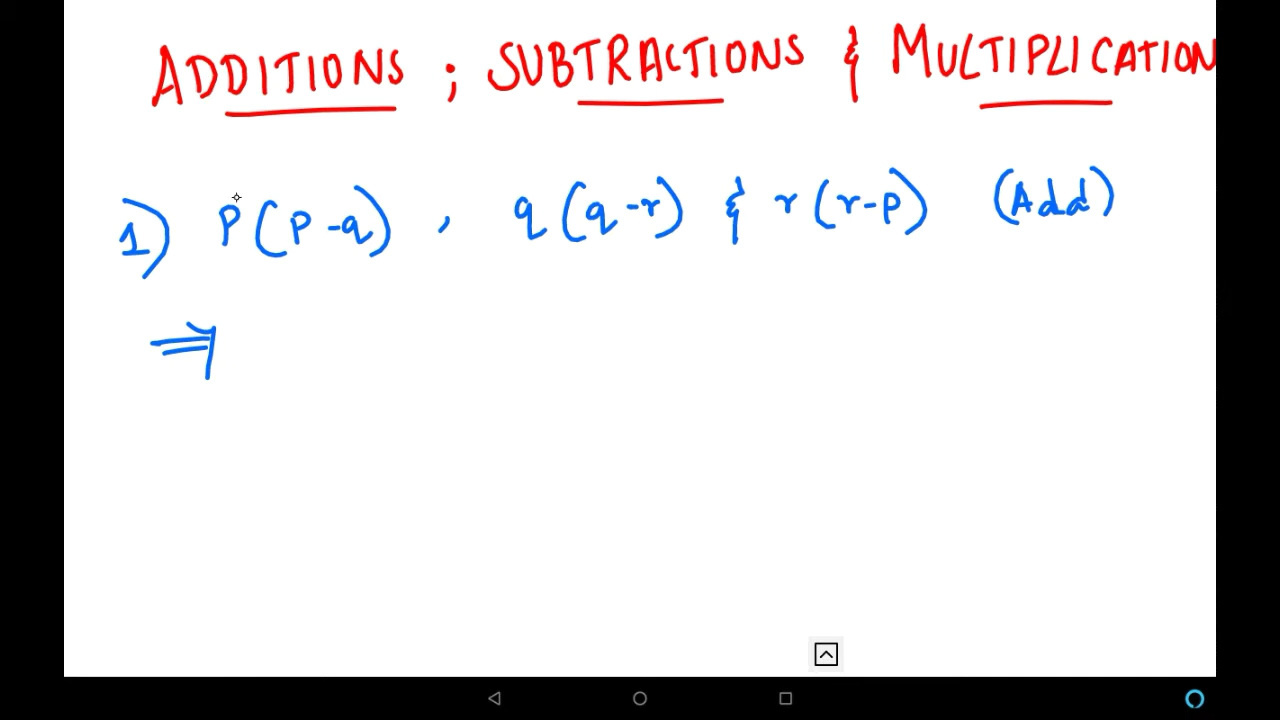 ADDITIONS ; SUBTRACTIONS & MULTIPLICATION
1) P(P-q) , q(q-r) & r(r-p) (Add)
⇒